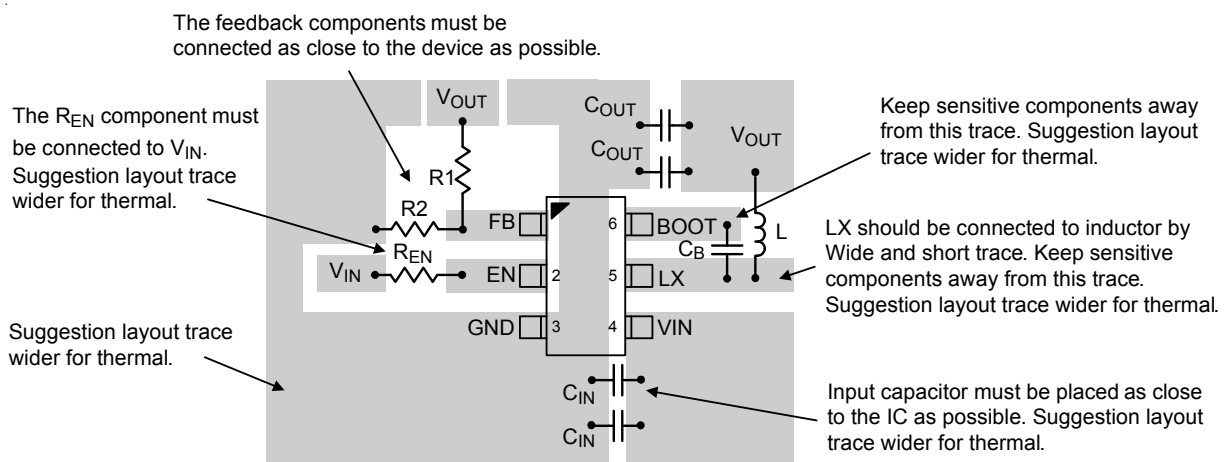 The feedback components must be
connected as close to the device as possible.
The REN component must
be connected to VIN.
Suggestion layout trace
wider for thermal.
VOUT
COUT
COUT
VOUT
Keep sensitive components away
from this trace. Suggestion layout
trace wider for thermal.
R1
R2
FB
6
BOOT
CB
L
REN
VIN
EN
2
5
LX
LX should be connected to inductor by
Wide and short trace. Keep sensitive
components away from this trace.
Suggestion layout trace wider for thermal.
GND
3
4
VIN
Suggestion layout trace
wider for thermal.
CIN
CIN
Input capacitor must be placed as close
to the IC as possible. Suggestion layout
trace wider for thermal.